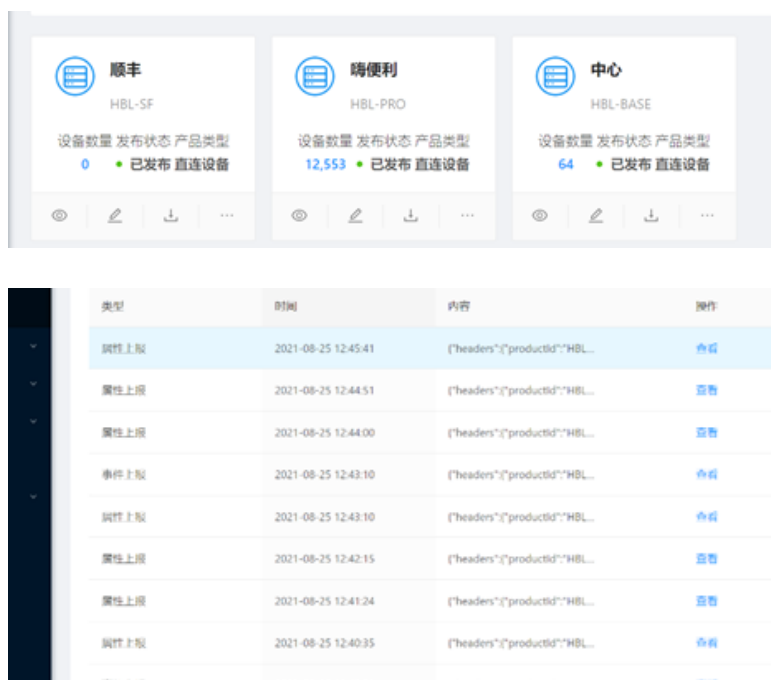 顺丰 嗨便利 中心
HBL-SF HBL-PRO HBL-BASE
设备数量 发布状态 产品类型 设备数量 发布状态 产品类型 设备数量 发布状态 产品类型
0 已发布 直连设备 12,553 已发布 直连设备 64 已发布 直连设备
类型 时间 内容 操作
属性上报 2021-08-25 12:45:41 {"headers":{"productId":"HBL... 查看
属性上报 2021-08-25 12:44:51 {"headers":{"productId":"HBL... 查看
属性上报 2021-08-25 12:44:00 {"headers":{"productId":"HBL... 查看
事件上报 2021-08-25 12:43:10 {"headers":{"productId":"HBL... 查看
属性上报 2021-08-25 12:43:10 {"headers":{"productId":"HBL... 查看
属性上报 2021-08-25 12:42:15 {"headers":{"productId":"HBL... 查看
属性上报 2021-08-25 12:41:24 {"headers":{"productId":"HBL... 查看
属性上报 2021-08-25 12:40:35 {"headers":{"productId":"HBL... 查看